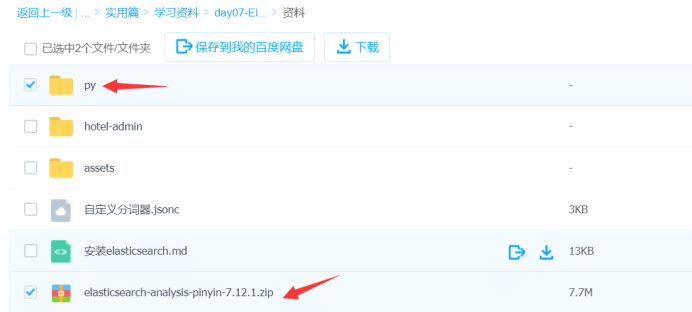 返回上一级 | ... > 实用篇 > 学习资料 > day07-El... > 资料
已选中2个文件/文件夹 保存到我的百度网盘 下载
py -
hotel-admin -
assets -
自定义分词器.jsonc 3KB
安装elasticsearch.md 13KB
elasticsearch-analysis-pinyin-7.12.1.zip 7.7M